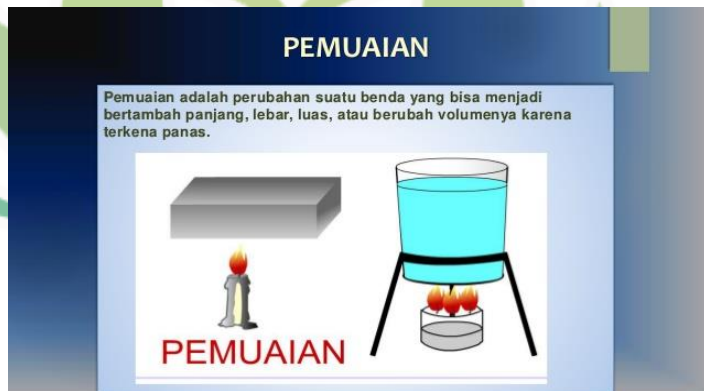 PEMUAIAN
Pemuaian adalah perubahan suatu benda yang bisa menjadi
bertambah panjang, lebar, luas, atau berubah volumenya karena
terkena panas.
PEMUAIAN